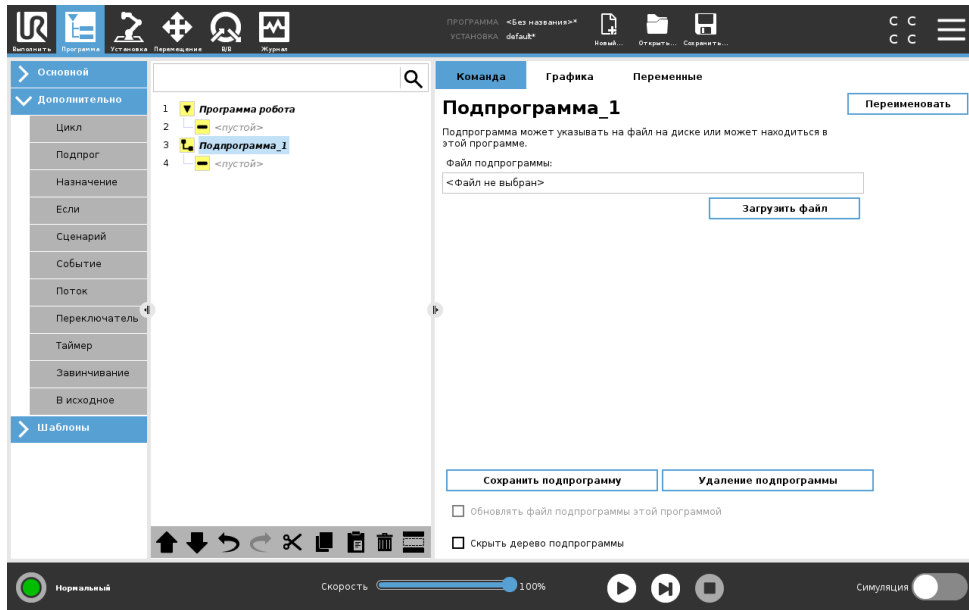 UR
Выполнить
Программа
Установка
Перемещение
В/В
Журнал
ПРОГРАММА <Без названия>*
УСТАНОВКА default*
Новый...
Открыть...
Сохранить...
C C
C C
Основной
Дополнительно
Цикл
Подпрог
Назначение
Если
Сценарий
Событие
Поток
Переключатель
Таймер
Завинчивание
В исходное
Шаблоны
1 Программа робота
2 <пустой>
3 Подпрограмма_1
4 <пустой>
Команда Графика Переменные
Подпрограмма_1
Переименовать
Подпрограмма может указывать на файл на диске или может находиться в
этой программе.
Файл подпрограммы:
<Файл не выбран>
Загрузить файл
Сохранить подпрограмму
Удаление подпрограммы
Обновлять файл подпрограммы этой программой
Скрыть дерево подпрограммы
Нормальный
Скорость 100%
Симуляция